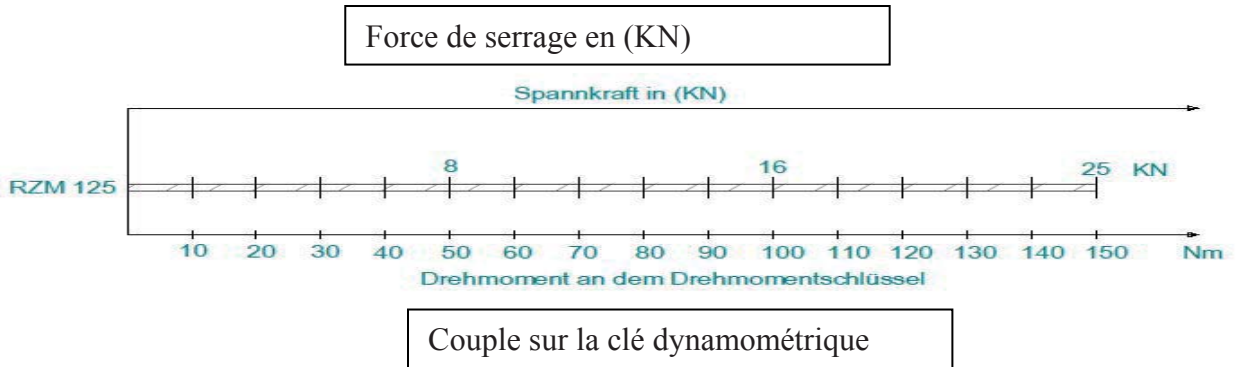 Force de serrage en (KN)
Spannkraft in (KN)
8 16 25 KN
RZM 125
10 20 30 40 50 60 70 80 90 100 110 120 130 140 150 Nm
Drehmoment an dem Drehmomentschlüssel
Couple sur la clé dynamométrique